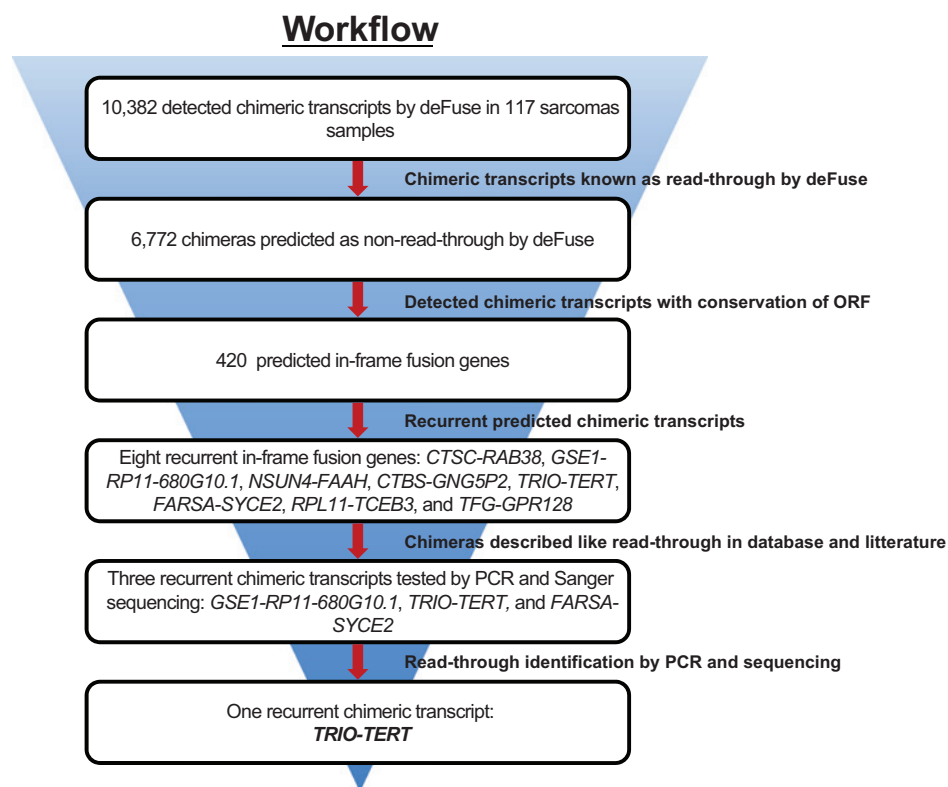 Workflow
10,382 detected chimeric transcripts by deFuse in 117 sarcomas
samples
Chimeric transcripts known as read-through by deFuse
6,772 chimeras predicted as non-read-through by deFuse
Detected chimeric transcripts with conservation of ORF
420 predicted in-frame fusion genes
Recurrent predicted chimeric transcripts
Eight recurrent in-frame fusion genes: CTSC-RAB38, GSE1-
RP11-680G10.1, NSUN4-FAAH, CTBS-GNG5P2, TRIO-TERT,
FARSA-SYCE2, RPL11-TCEB3, and TFG-GPR128
Chimeras described like read-through in database and litterature
Three recurrent chimeric transcripts tested by PCR and Sanger
sequencing: GSE1-RP11-680G10.1, TRIO-TERT, and FARSA-
SYCE2
Read-through identification by PCR and sequencing
One recurrent chimeric transcript:
TRIO-TERT